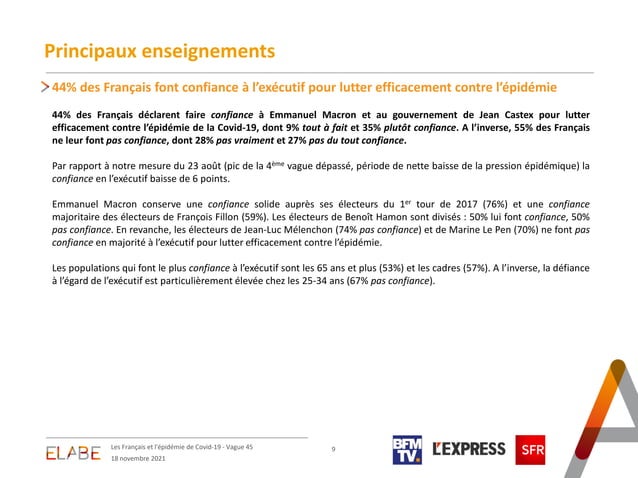 Principaux enseignements
44% des Français font confiance à l’exécutif pour lutter efficacement contre l’épidémie
44% des Français déclarent faire confiance à Emmanuel Macron et au gouvernement de Jean Castex pour lutter
efficacement contre l’épidémie de la Covid-19, dont 9% tout à fait et 35% plutôt confiance. A l’inverse, 55% des Français
ne leur font pas confiance, dont 28% pas vraiment et 27% pas du tout confiance.
Par rapport à notre mesure du 23 août (pic de la 4ème vague dépassé, période de nette baisse de la pression épidémique) la
confiance en l’exécutif baisse de 6 points.
Emmanuel Macron conserve une confiance solide auprès ses électeurs du 1er tour de 2017 (76%) et une confiance
majoritaire des électeurs de François Fillon (59%). Les électeurs de Benoît Hamon sont divisés : 50% lui font confiance, 50%
pas confiance. En revanche, les électeurs de Jean-Luc Mélenchon (74% pas confiance) et de Marine Le Pen (70%) ne font pas
confiance en majorité à l’exécutif pour lutter efficacement contre l’épidémie.
Les populations qui font le plus confiance à l’exécutif sont les 65 ans et plus (53%) et les cadres (57%). A l’inverse, la défiance
à l’égard de l’exécutif est particulièrement élevée chez les 25-34 ans (67% pas confiance).
ELABE
Les Français et l'épidémie de Covid-19 - Vague 45
18 novembre 2021
9
BFM
TV.
L'EXPRESS
SFR